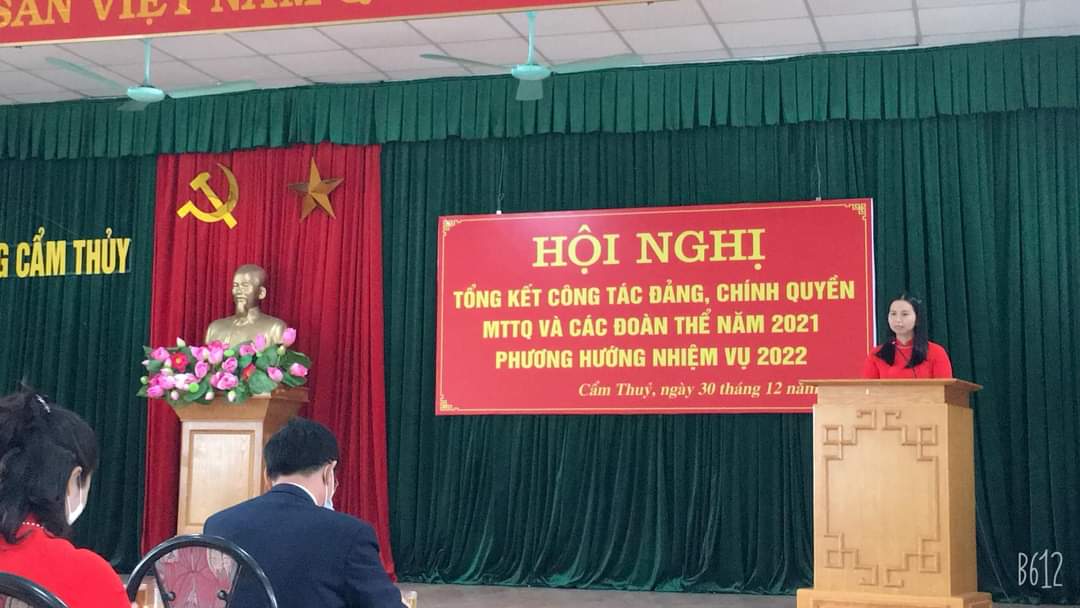 SẢN VIỆT NAM Q
G CẨM THỦY
HỘI NGHỊ
TỔNG KẾT CÔNG TÁC ĐẢNG, CHÍNH QUYỀN
MTTQ VÀ CÁC ĐOÀN THỂ NĂM 2021
PHƯƠNG HƯỚNG NHIỆM VỤ 2022
Cẩm Thuỷ, ngày 30 tháng 12 năm
B612